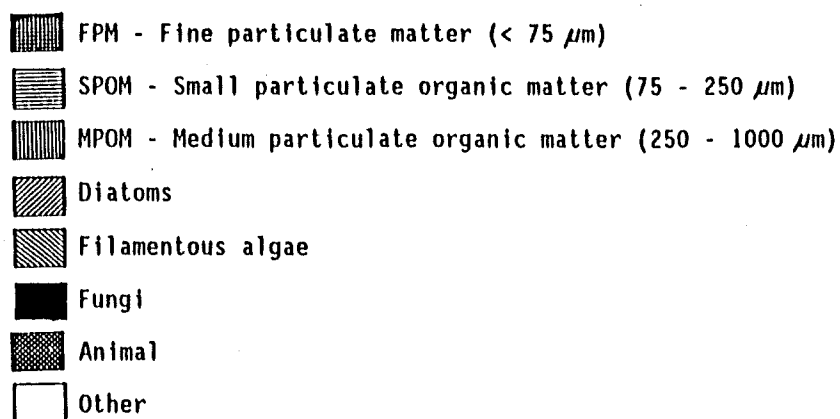 FPM - Fine particulate matter (< 75 µm)
SPOM - Small particulate organic matter (75 - 250 µm)
MPOM - Medium particulate organic matter (250 - 1000 µm)
Diatoms
Filamentous algae
Fungi
Animal
Other